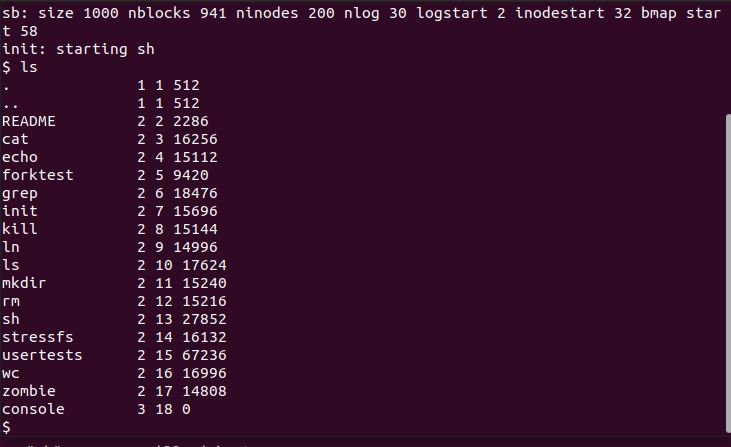 sb: size 1000 nblocks 941 ninodes 200 nlog 30 logstart 2 inodestart 32 bmap star
t 58
init: starting sh
$ ls
.              1 1 512
..             1 1 512
README         2 2 2286
cat            2 3 16256
echo           2 4 15112
forktest       2 5 9420
grep           2 6 18476
init           2 7 15696
kill           2 8 15144
ln             2 9 14996
ls             2 10 17624
mkdir          2 11 15240
rm             2 12 15216
sh             2 13 27852
stressfs       2 14 16132
usertests      2 15 67236
wc             2 16 16996
zombie         2 17 14808
console        3 18 0
$